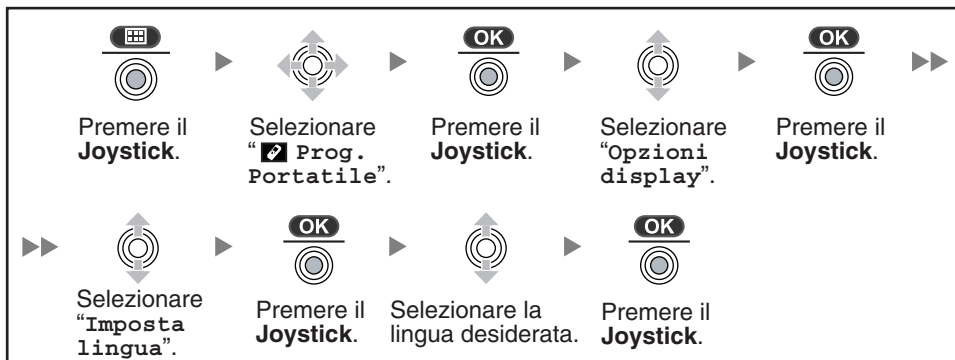 OK
OK
Premere il
Joystick.
Selezionare
“ Prog.
Portatile”.
Premere il
Joystick.
Selezionare
“Opzioni
display”.
Premere il
Joystick.
OK
OK
Selezionare
“Imposta
lingua”.
Premere il
Joystick.
Selezionare la
lingua desiderata.
Premere il
Joystick.